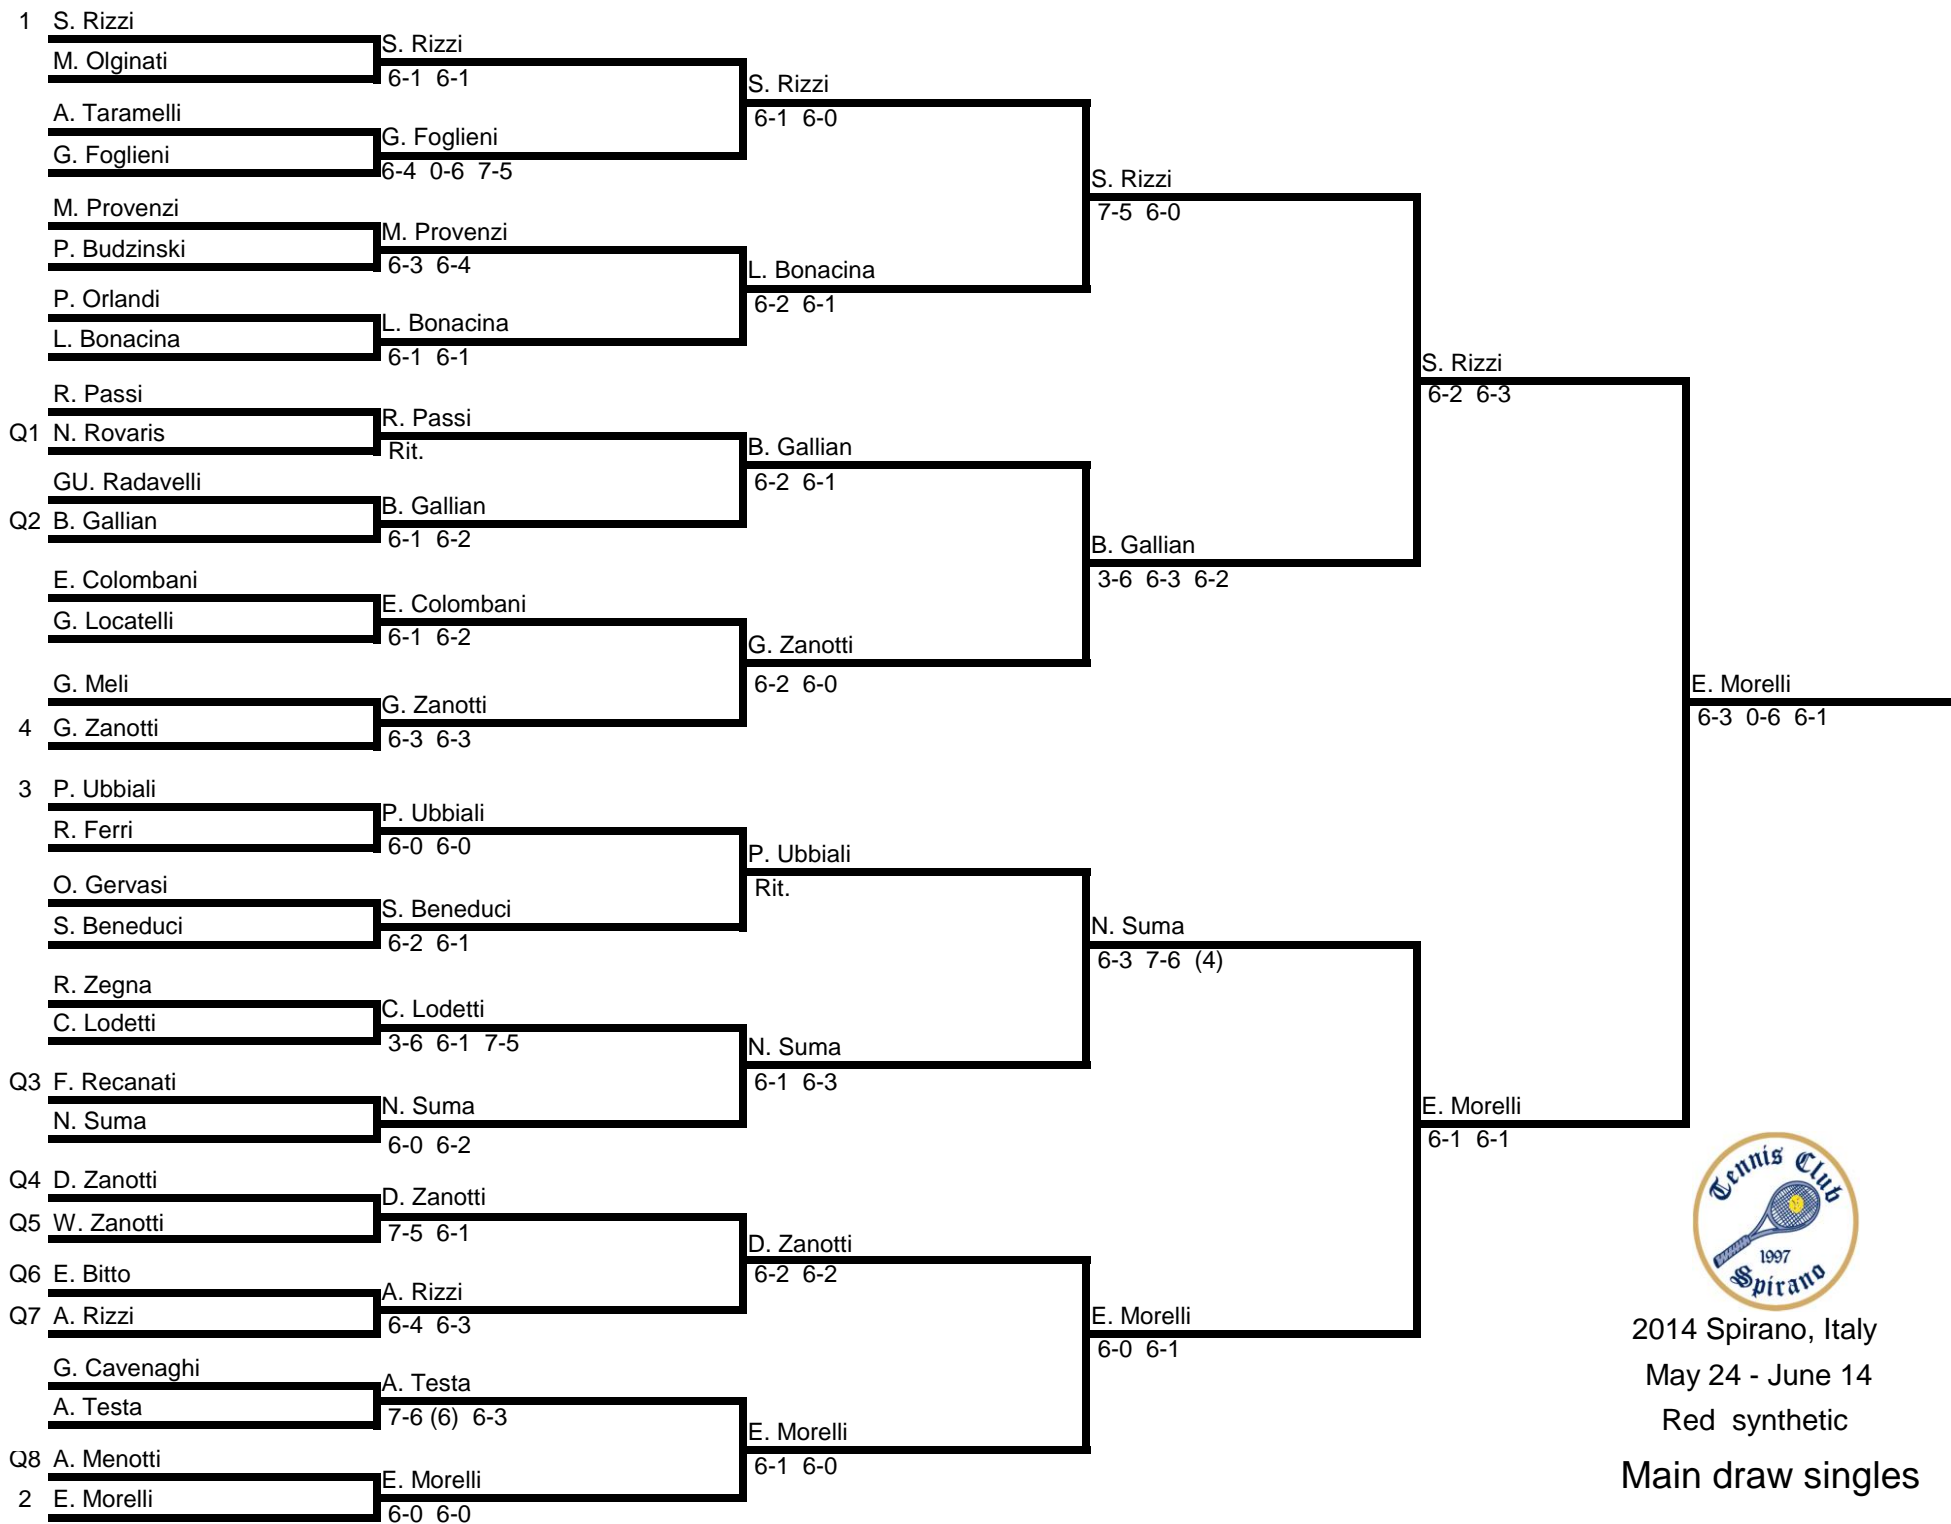 1 S. Rizzi
M. Olginati
A. Taramelli
G. Foglieni
M. Provenzi
P. Budzinski
P. Orlandi
L. Bonacina
R. Passi
Q1 N. Rovaris
GU. Radavelli
Q2 B. Gallian
E. Colombani
G. Locatelli
G. Meli
4 G. Zanotti
3 P. Ubbiali
R. Ferri
O. Gervasi
S. Beneduci
R. Zegna
C. Lodetti
Q3 F. Recanati
N. Suma
Q4 D. Zanotti
Q5 W. Zanotti
Q6 E. Bitto
Q7 A. Rizzi
G. Cavenaghi
A. Testa
Q8 A. Menotti
2 E. Morelli
S. Rizzi
6-1 6-1
G. Foglieni
6-4 0-6 7-5
M. Provenzi
6-3 6-4
L. Bonacina
6-1 6-1
R. Passi
Rit.
B. Gallian
6-1 6-2
E. Colombani
6-1 6-2
G. Zanotti
6-3 6-3
P. Ubbiali
6-0 6-0
S. Beneduci
6-2 6-1
C. Lodetti
3-6 6-1 7-5
N. Suma
6-0 6-2
D. Zanotti
7-5 6-1
A. Rizzi
6-4 6-3
A. Testa
7-6 (6) 6-3
E. Morelli
6-0 6-0
S. Rizzi
6-1 6-0
L. Bonacina
6-2 6-1
B. Gallian
6-2 6-1
G. Zanotti
6-2 6-0
P. Ubbiali
Rit.
N. Suma
6-1 6-3
D. Zanotti
6-2 6-2
E. Morelli
6-1 6-0
S. Rizzi
7-5 6-0
B. Gallian
3-6 6-3 6-2
N. Suma
6-3 7-6 (4)
E. Morelli
6-0 6-1
S. Rizzi
6-2 6-3
E. Morelli
6-1 6-1
E. Morelli
6-3 0-6 6-1
Tennis Club
1997
Spirano
2014 Spirano, Italy
May 24 - June 14
Red synthetic
Main draw singles